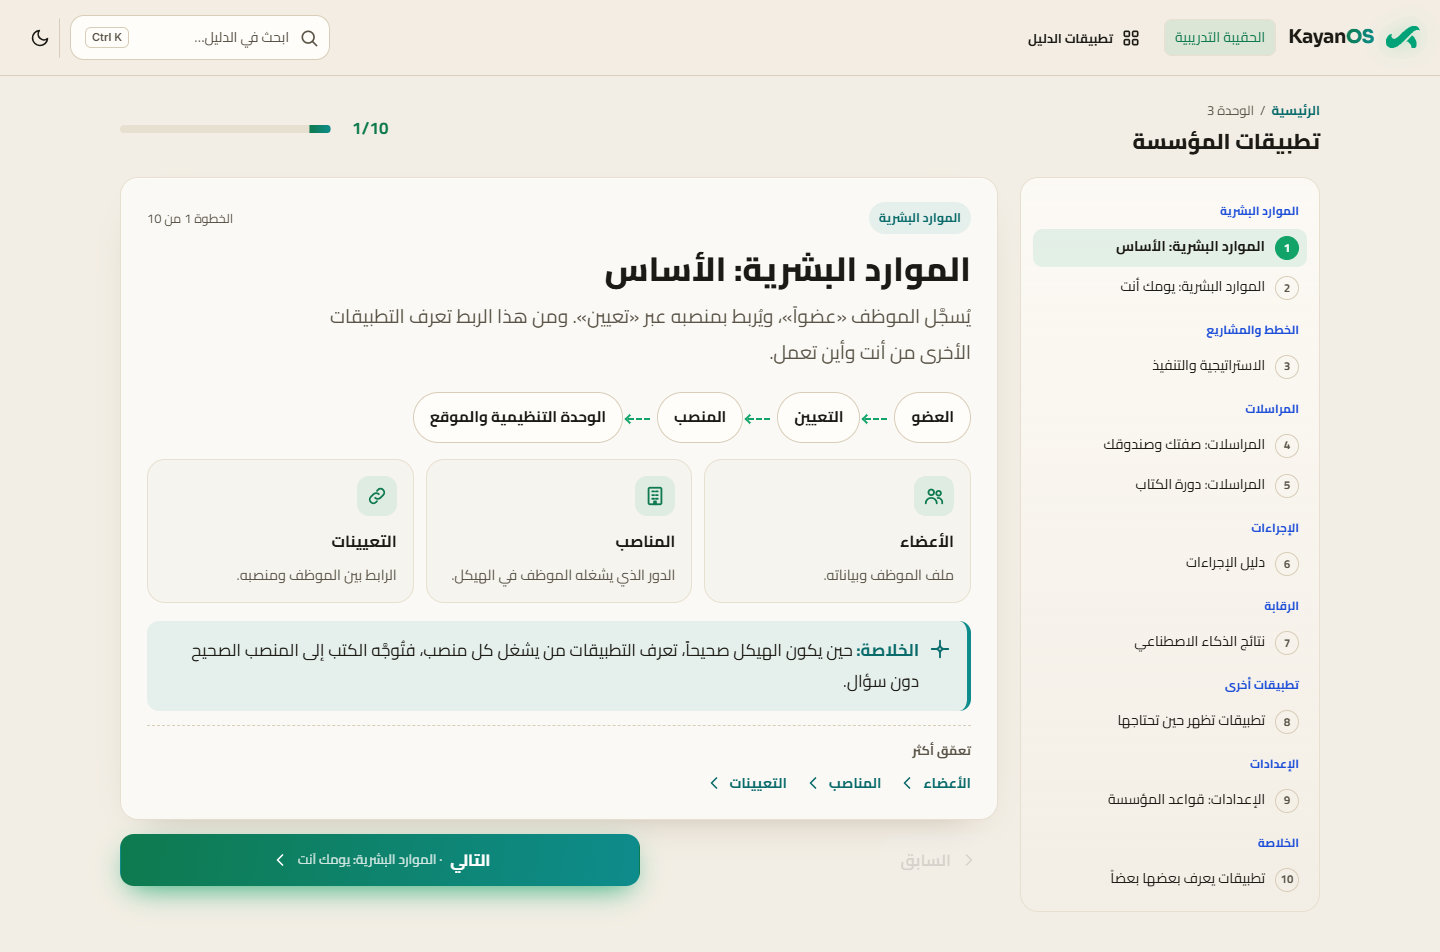 KayanOS
الحقيبة التدريبية
تطبيقات الدليل
ابحث في الدليل...
Ctrl K
الرئيسية / الوحدة 3
تطبيقات المؤسسة
1/10
الموارد البشرية
1 الموارد البشرية: الأساس
2 الموارد البشرية: يومك أنت
الخطط والمشاريع
3 الاستراتيجية والتنفيذ
المراسلات
4 المراسلات: صفتك وصندوقك
5 المراسلات: دورة الكتاب
الإجراءات
6 دليل الإجراءات
الرقابة
7 نتائج الذكاء الاصطناعي
تطبيقات أخرى
8 تطبيقات تظهر حين تحتاجها
الإعدادات
9 الإعدادات: قواعد المؤسسة
الخلاصة
10 تطبيقات يعرف بعضها بعضاً
الموارد البشرية
الخطوة 1 من 10
الموارد البشرية: الأساس
يُسجَّل الموظف «عضواً»، ويُربط بمنصبه عبر «تعيين». ومن هذا الربط تعرف التطبيقات
الأخرى من أنت وأين تعمل.
العضو
التعيين
المنصب
الوحدة التنظيمية والموقع
الأعضاء
ملف الموظف وبياناته.
المناصب
الدور الذي يشغله الموظف في الهيكل.
التعيينات
الرابط بين الموظف ومنصبه.
الخلاصة: حين يكون الهيكل صحيحاً، تعرف التطبيقات من يشغل كل منصب، فتُوجَّه الكتب إلى المنصب الصحيح
دون سؤال.
تعمّق أكثر
الأعضاء
المناصب
التعيينات
السابق
التالي · الموارد البشرية: يومك أنت